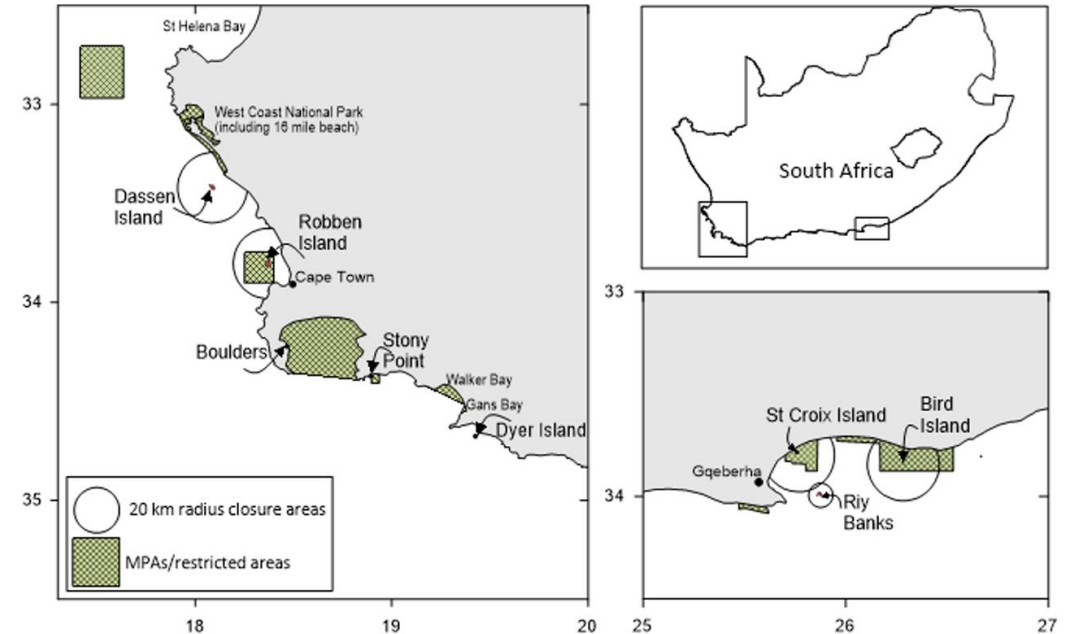 St Helena Bay
33
West Coast National Park
(including 16 mile beach)
Dassen
Island
Robben
Island
Cape Town
34
Boulders
Stony
Point
Walker Bay
Gans Bay
Dyer Island
35
20 km radius closure areas
MPAs/restricted areas
18
19
20
South Africa
33
St Croix Island
Bird
Island
Gqeberha
34
Riy
Banks
25
26
27